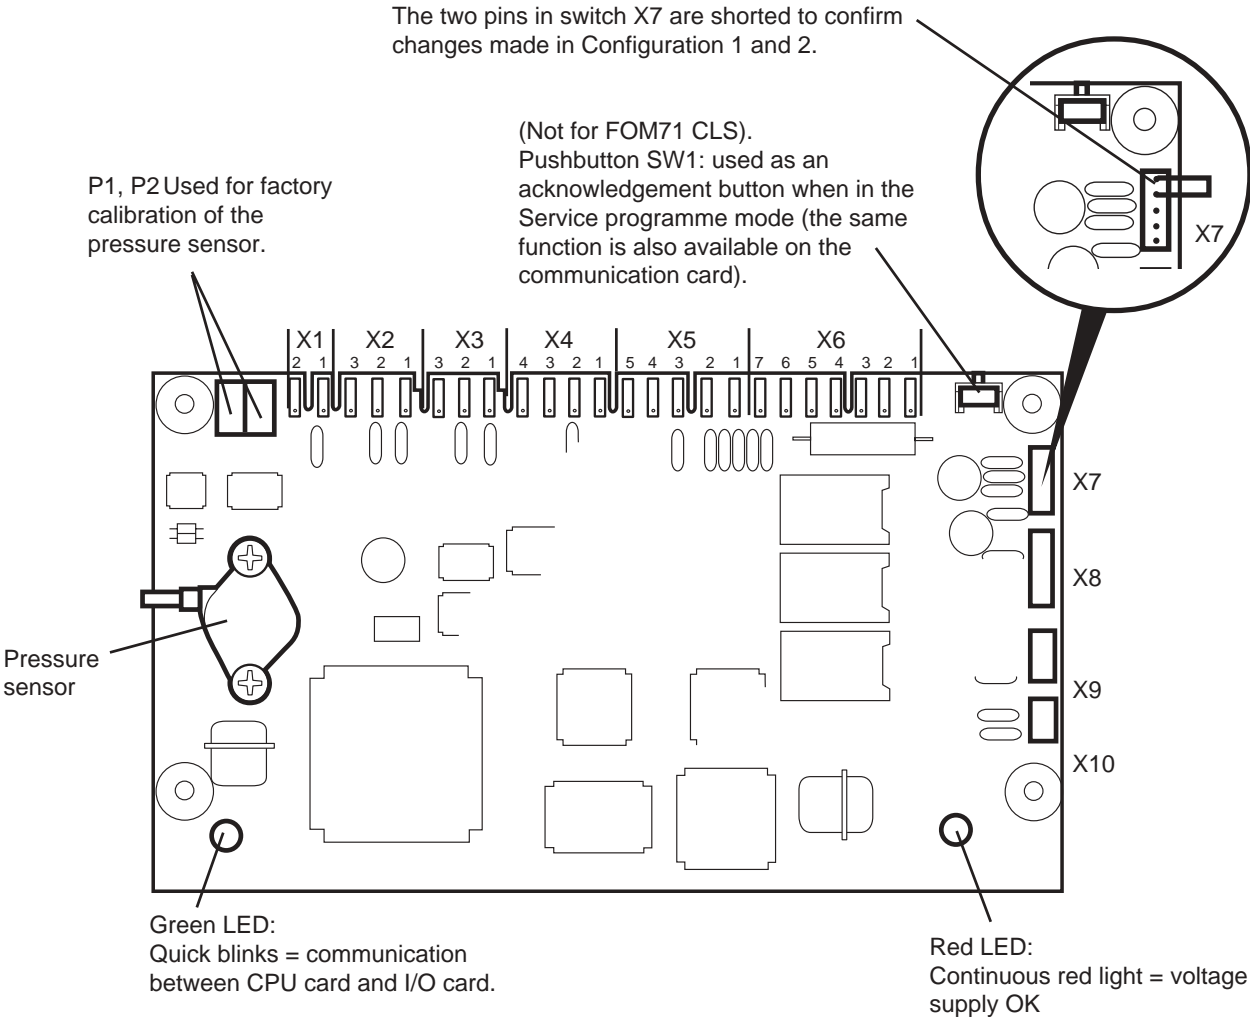 The two pins in switch X7 are shorted to confirm
changes made in Configuration 1 and 2.
(Not for FOM71 CLS).
Pushbutton SW1: used as an
acknowledgement button when in the
Service programme mode (the same
function is also available on the
communication card).
P1, P2 Used for factory
calibration of the
pressure sensor.
X7
X1 X2 X3 X4 X5 X6
2 1 3 2 1 3 2 1 4 3 2 1 5 4 3 2 1 7 6 5 4 3 2 1
X7
X8
X9
X10
Pressure
sensor
Green LED:
Quick blinks = communication
between CPU card and I/O card.
Red LED:
Continuous red light = voltage
supply OK